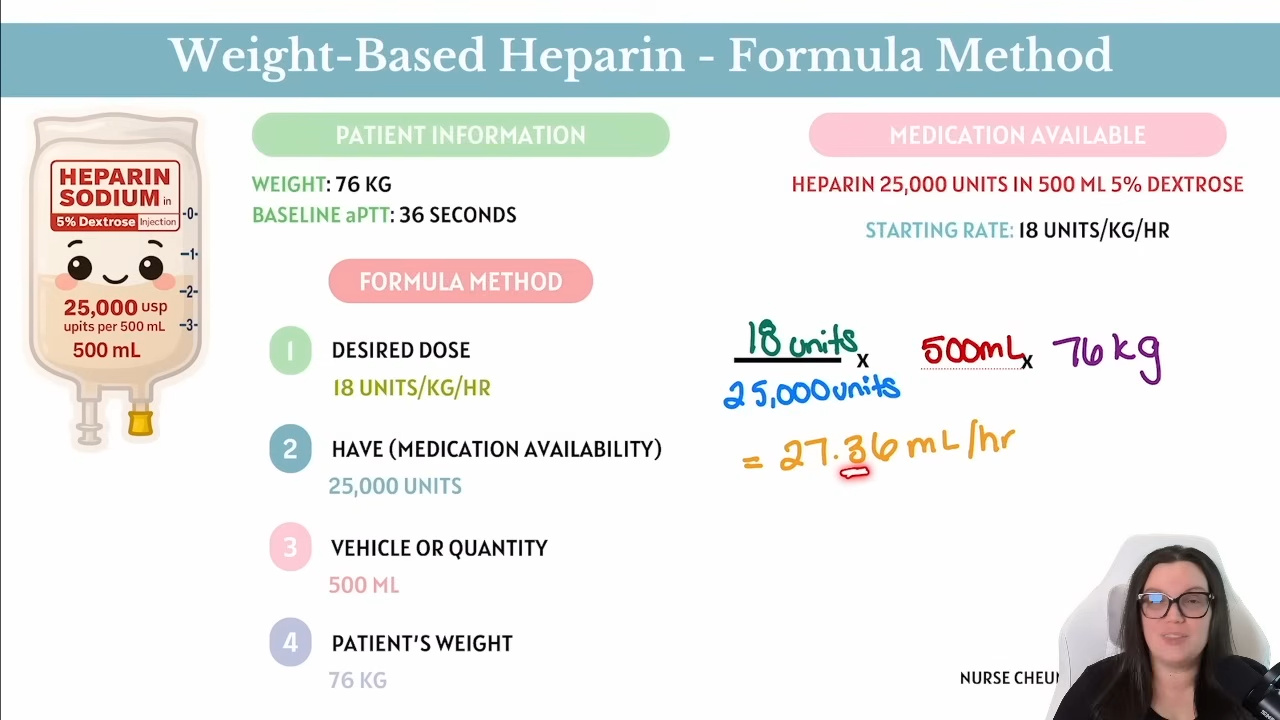 Weight-Based Heparin - Formula Method
HEPARIN
SODIUM in
5% Dextrose Injection
-0-
-1-
-2-
-3-
25,000 USP
upits per 500 mL
500 mL
PATIENT INFORMATION
WEIGHT: 76 KG
BASELINE aPTT: 36 SECONDS
MEDICATION AVAILABLE
HEPARIN 25,000 UNITS IN 500 ML 5% DEXTROSE
STARTING RATE: 18 UNITS/KG/HR
FORMULA METHOD
1 DESIRED DOSE
18 UNITS/KG/HR
2 HAVE (MEDICATION AVAILABILITY)
25,000 UNITS
3 VEHICLE OR QUANTITY
500 ML
4 PATIENT'S WEIGHT
76 KG
18 units x 500mL x 76kg
25,000units
= 27.36 mL/hr
NURSE CHEUN